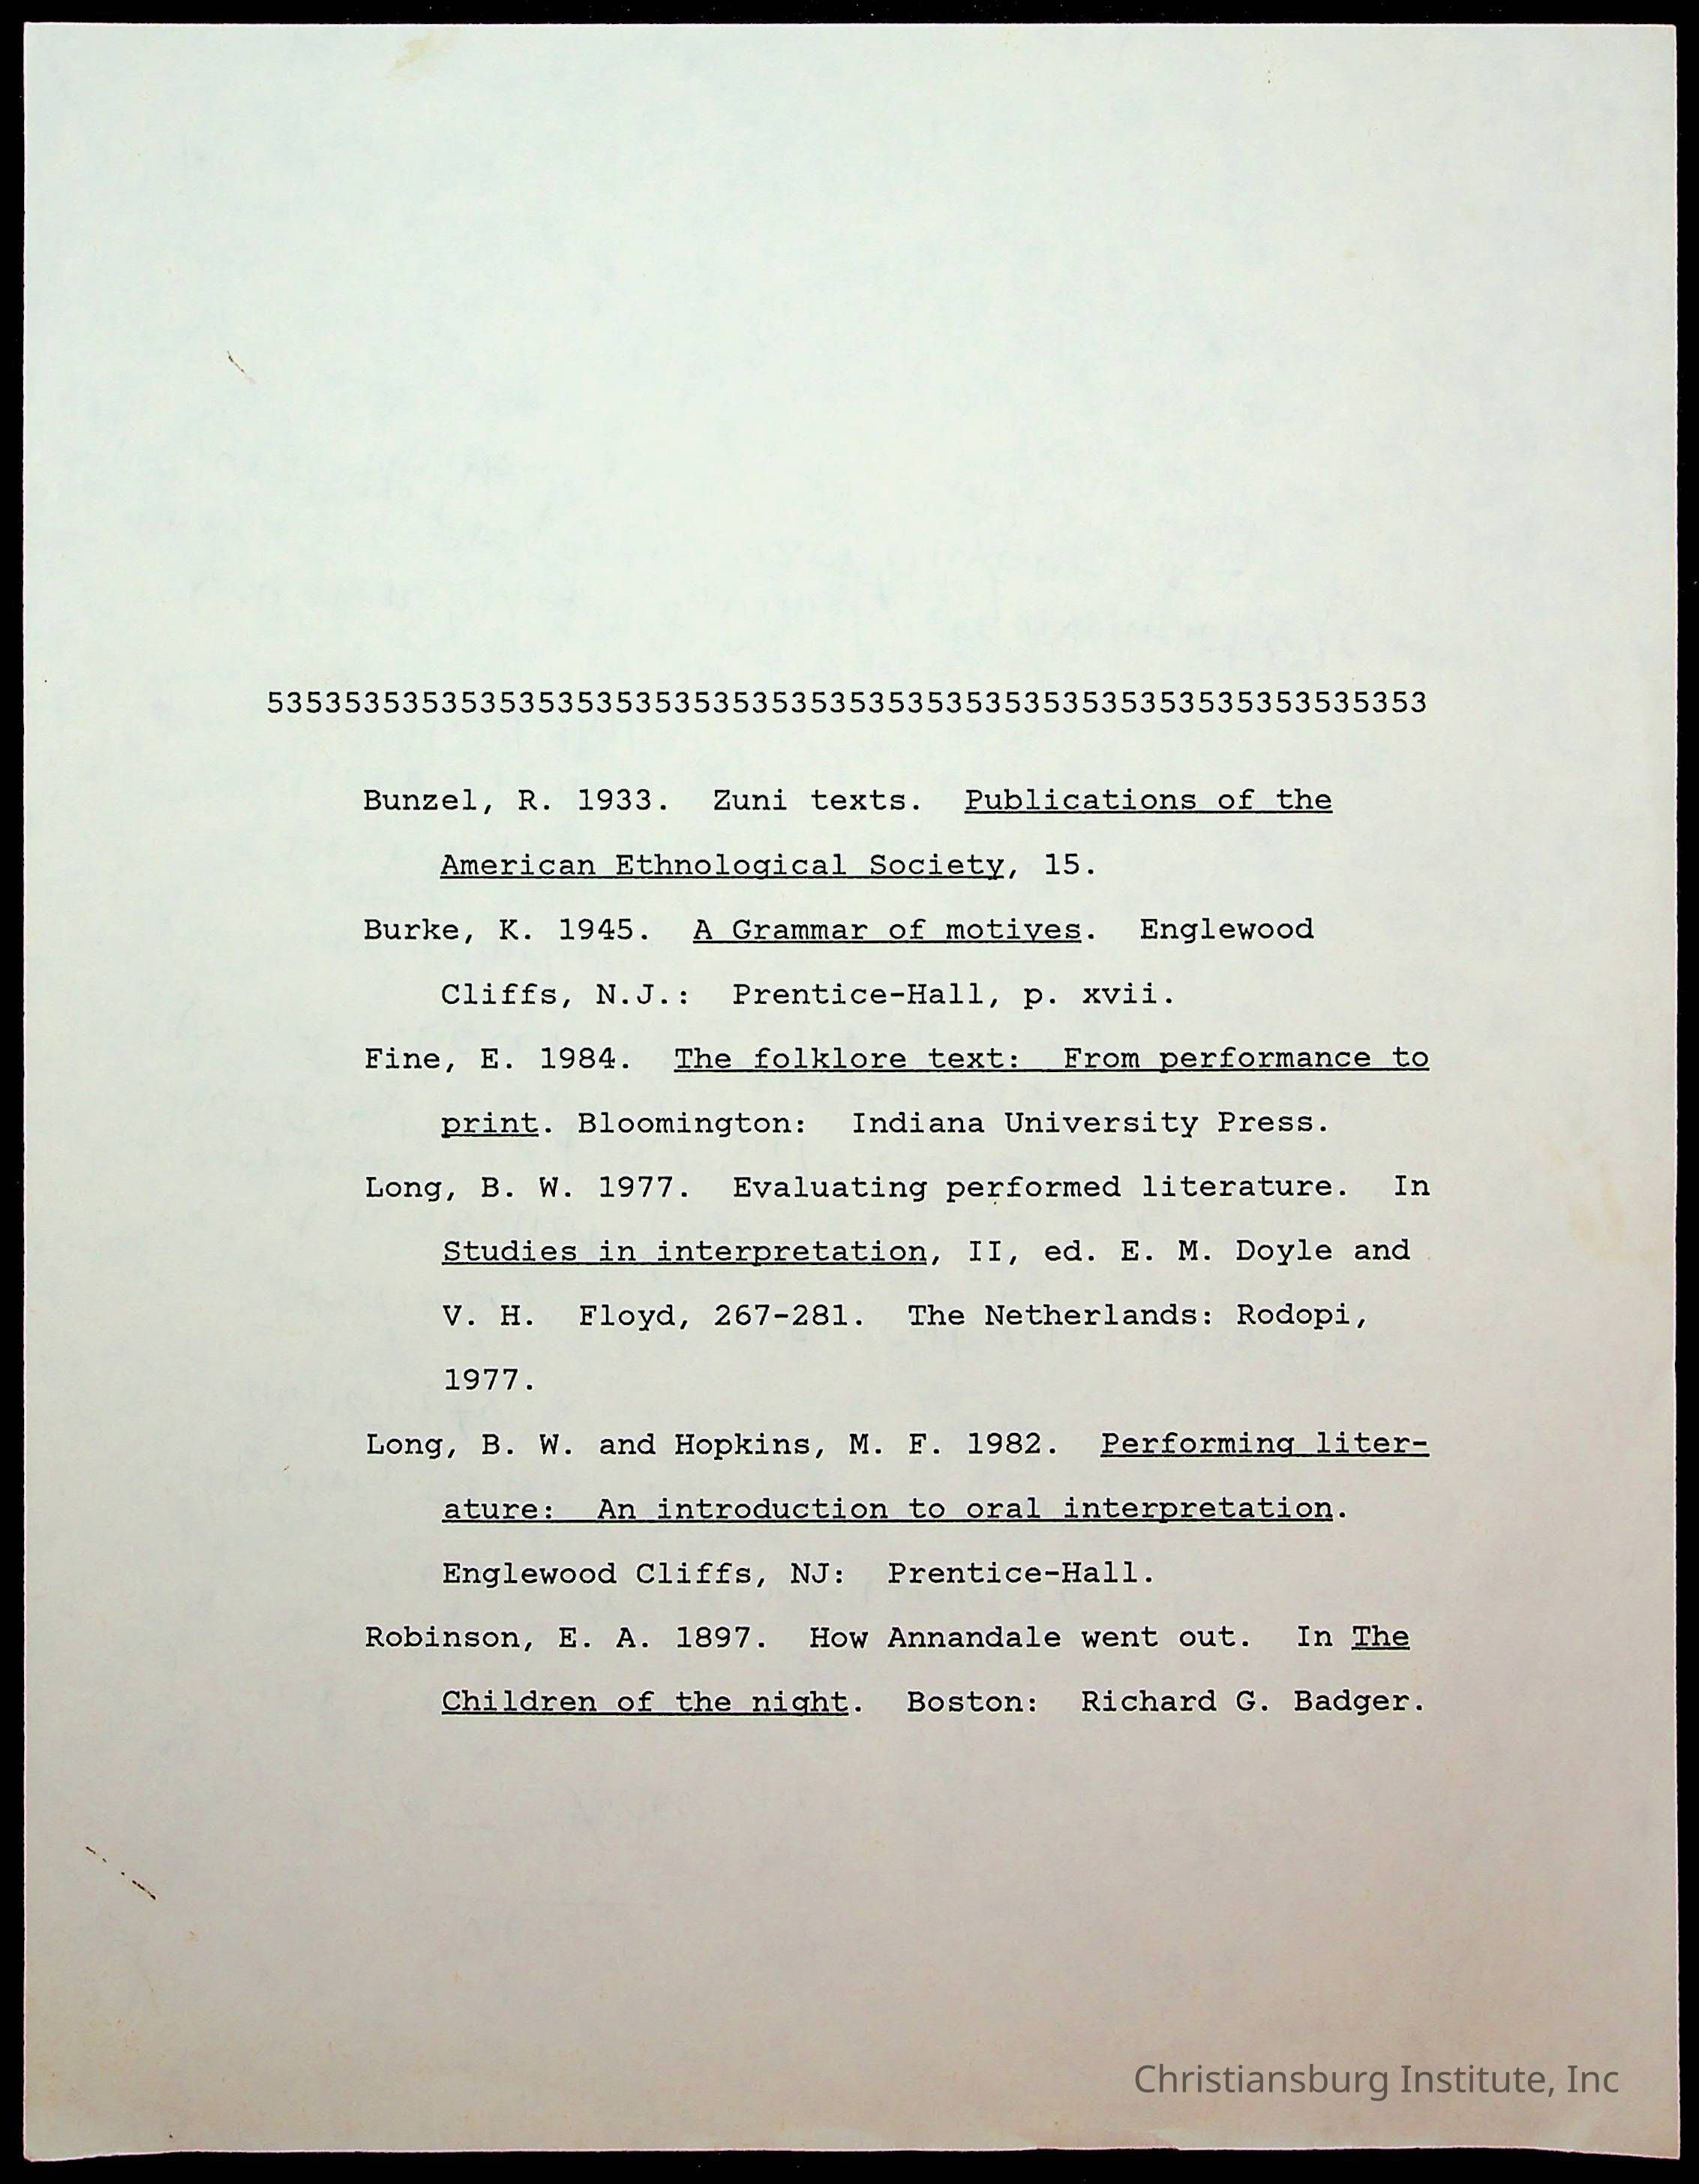 535353535353535353535353535353535353535353535353535353535353
Bunzel, R. 1933.  Zuni texts.  Publications of the
American Ethnological Society, 15.
Burke, K. 1945.  A Grammar of motives.  Englewood
Cliffs, N.J.:  Prentice-Hall, p. xvii.
Fine, E. 1984.  The folklore text:  From performance to
print. Bloomington:  Indiana University Press.
Long, B. W. 1977.  Evaluating performed literature.  In
Studies in interpretation, II, ed. E. M. Doyle and
V. H.  Floyd, 267-281.  The Netherlands: Rodopi,
1977.
Long, B. W. and Hopkins, M. F. 1982.  Performing liter-
ature:  An introduction to oral interpretation.
Englewood Cliffs, NJ:  Prentice-Hall.
Robinson, E. A. 1897.  How Annandale went out.  In The
Children of the night.  Boston:  Richard G. Badger.
Christiansburg Institute, Inc